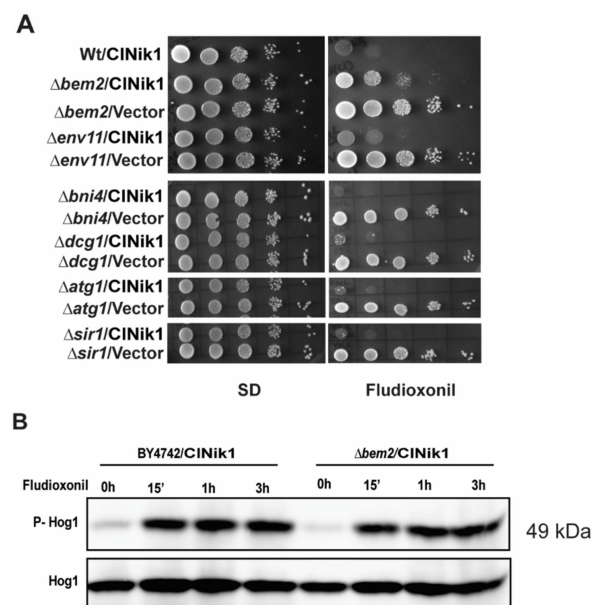 A
Wt/ClNik1
Δbem2/ClNik1
Δbem2/Vector
Δenv11/ClNik1
Δenv11/Vector
Δbni4/ClNik1
Δbni4/Vector
Δdcg1/ClNik1
Δdcg1/Vector
Δatg1/ClNik1
Δatg1/Vector
Δsir1/ClNik1
Δsir1/Vector
SD Fludioxonil
B
BY4742/ClNik1 Δbem2/ClNik1
Fludioxonil 0h 15' 1h 3h 0h 15' 1h 3h
P- Hog1 49 kDa
Hog1